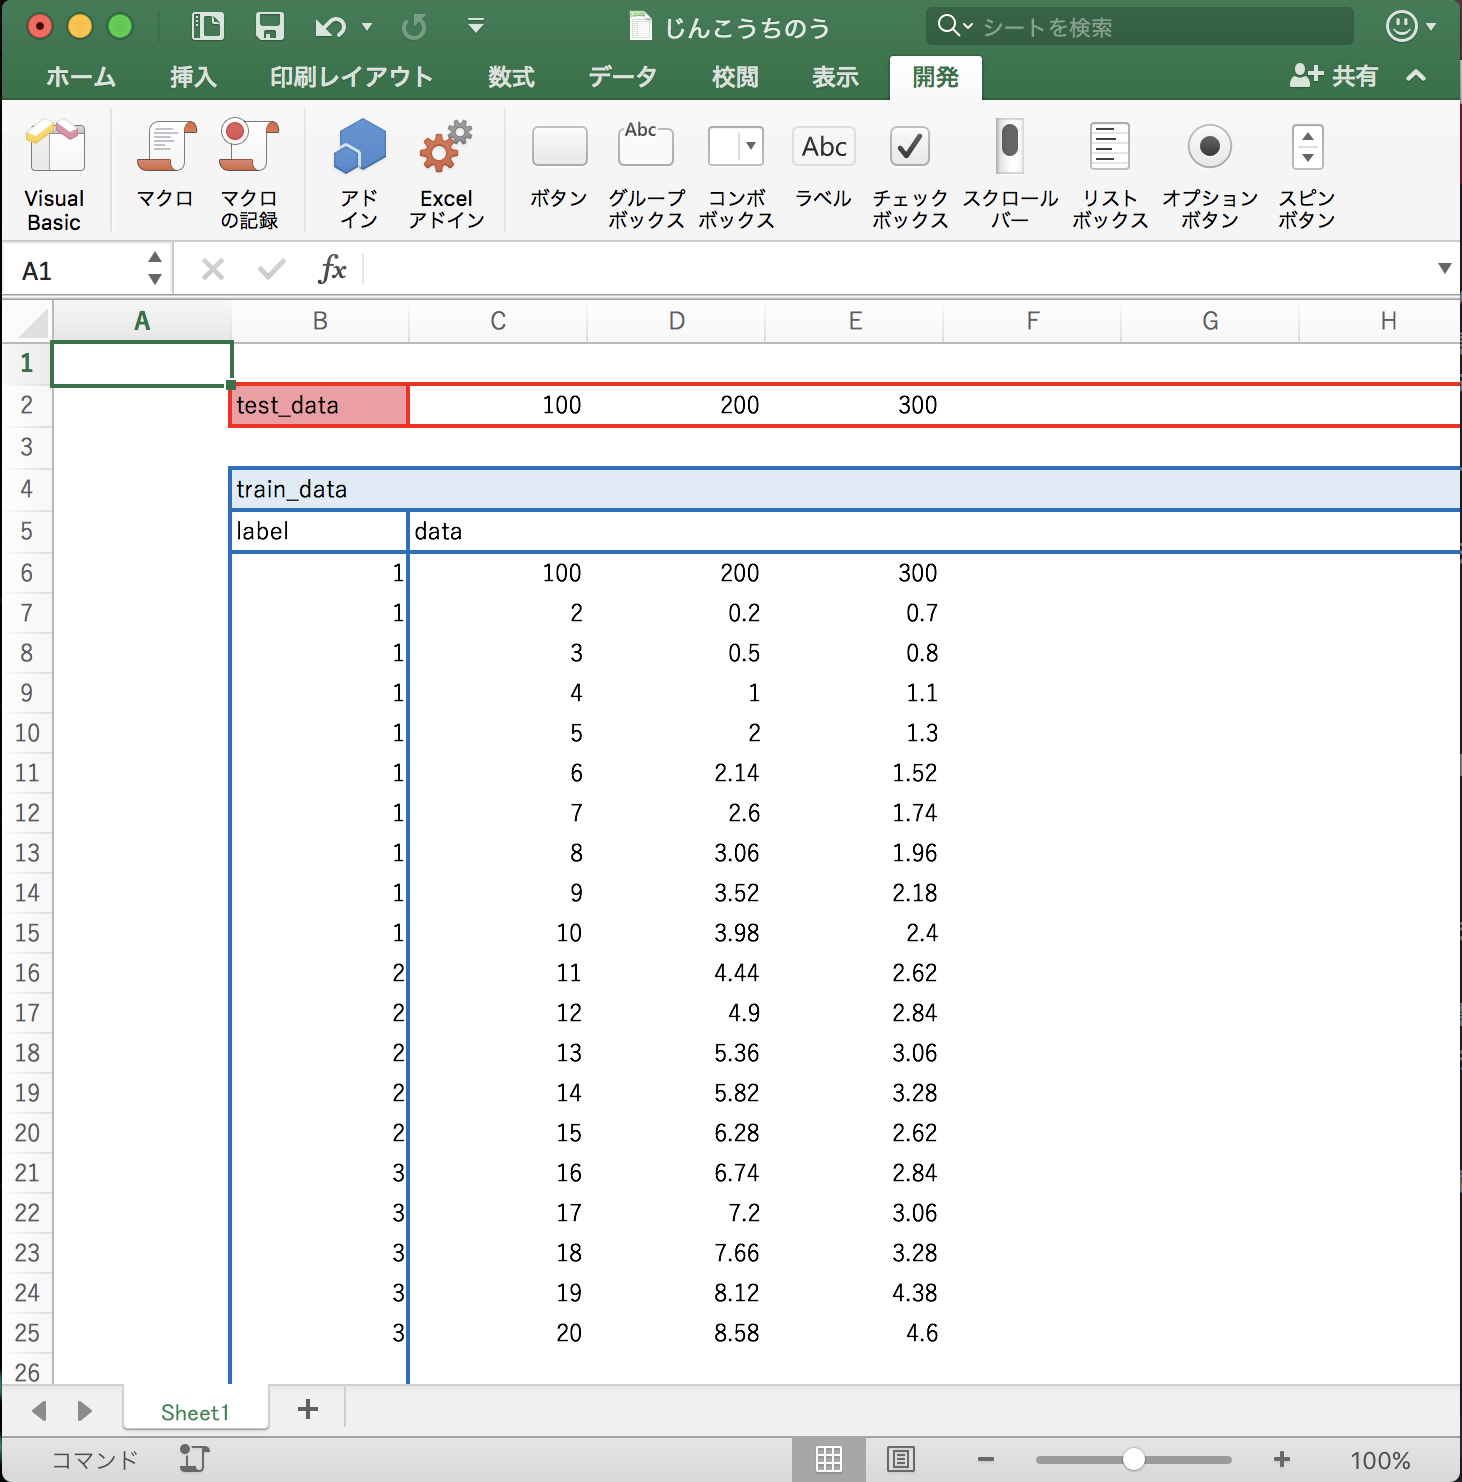 じんこうちのう
シートを検索
ホーム 挿入 印刷レイアウト 数式 データ 校閲 表示 開発 共有
Visual Basic マクロ マクロの記録 アドイン Excel アドイン ボタン Abc グループボックス コンボボックス Abc ラベル チェックボックス スクロールバー リストボックス オプションボタン スピンボタン
A1 fx
A B C D E F G H
1
2 test_data 100 200 300
3
4 train_data
5 label data
6 1 100 200 300
7 1 2 0.2 0.7
8 1 3 0.5 0.8
9 1 4 1 1.1
10 1 5 2 1.3
11 1 6 2.14 1.52
12 1 7 2.6 1.74
13 1 8 3.06 1.96
14 1 9 3.52 2.18
15 1 10 3.98 2.4
16 2 11 4.44 2.62
17 2 12 4.9 2.84
18 2 13 5.36 3.06
19 2 14 5.82 3.28
20 2 15 6.28 2.62
21 3 16 6.74 2.84
22 3 17 7.2 3.06
23 3 18 7.66 3.28
24 3 19 8.12 4.38
25 3 20 8.58 4.6
26
Sheet1 +
コマンド − + 100%